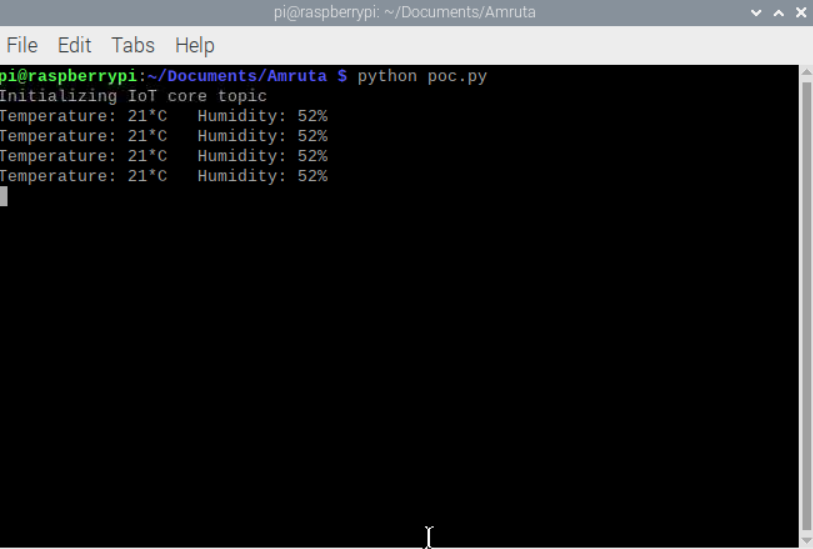 pi@raspberrypi: ~/Documents/Amruta
File Edit Tabs Help
pi@raspberrypi:~/Documents/Amruta $ python poc.py
Initializing IoT core topic
Temperature: 21*C   Humidity: 52%
Temperature: 21*C   Humidity: 52%
Temperature: 21*C   Humidity: 52%
Temperature: 21*C   Humidity: 52%